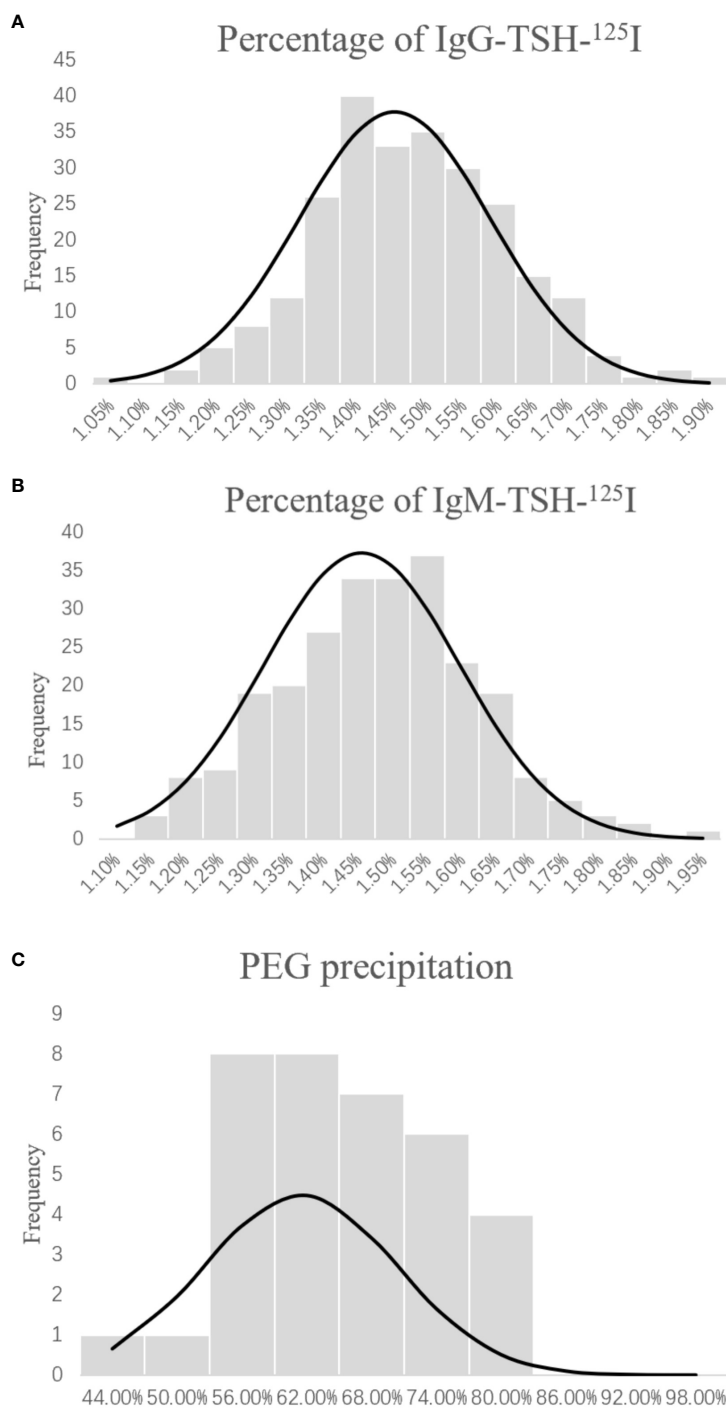 A
Percentage of IgG-TSH-¹²⁵I
45
40
35
30
25
20
15
10
5
0
Frequency
1.05% 1.10% 1.15% 1.20% 1.25% 1.30% 1.35% 1.40% 1.45% 1.50% 1.55% 1.60% 1.65% 1.70% 1.75% 1.80% 1.85% 1.90%
B
Percentage of IgM-TSH-¹²⁵I
40
35
30
25
20
15
10
5
0
Frequency
1.10% 1.15% 1.20% 1.25% 1.30% 1.35% 1.40% 1.45% 1.50% 1.55% 1.60% 1.65% 1.70% 1.75% 1.80% 1.85% 1.90% 1.95%
C
PEG precipitation
9
8
7
6
5
4
3
2
1
0
Frequency
44.00% 50.00% 56.00% 62.00% 68.00% 74.00% 80.00% 86.00% 92.00% 98.00%